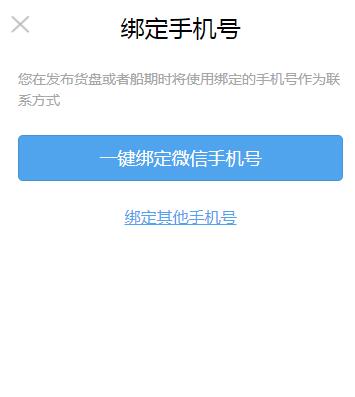 绑定手机号
您在发布货盘或者船期时将使用绑定的手机号作为联
系方式
一键绑定微信手机号
绑定其他手机号